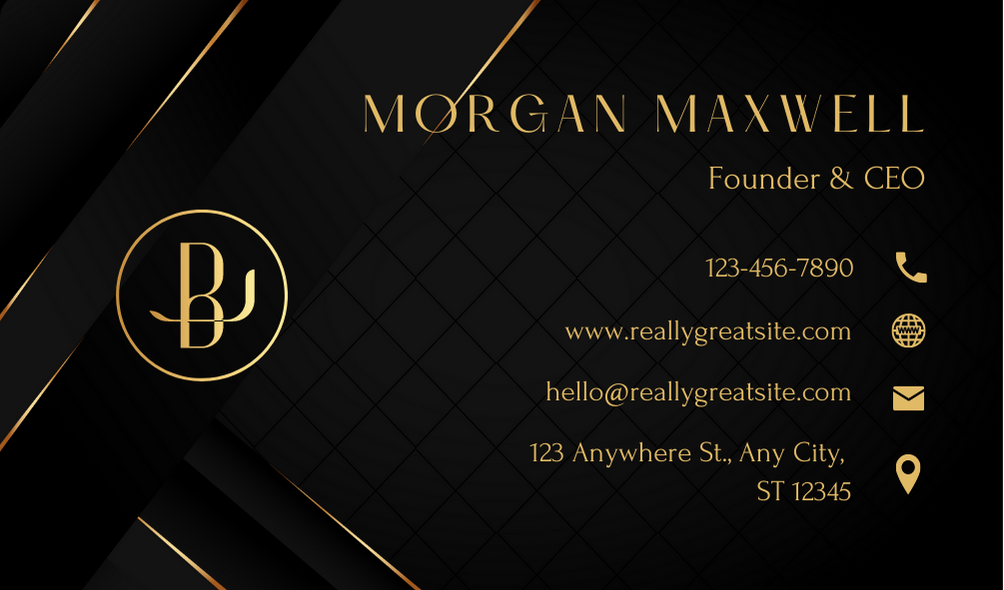 MORGAN MAXWELL
Founder & CEO
123-456-7890
www.reallygreatsite.com
hello@reallygreatsite.com
123 Anywhere St., Any City,
ST 12345